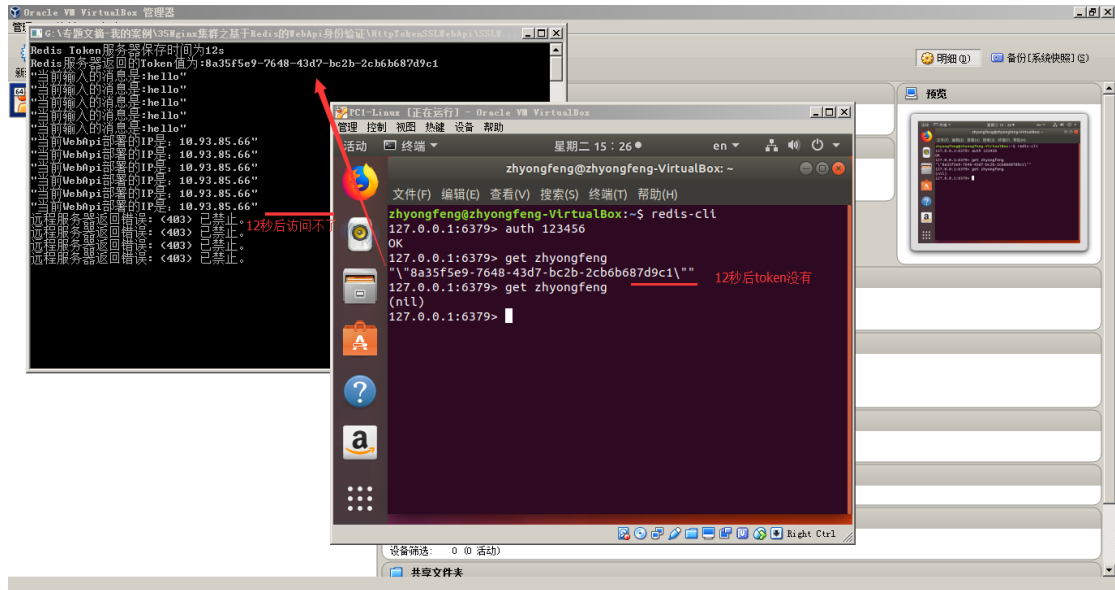 Oracle VM VirtualBox 管理器
G:\专题文稿-我的案例\35Nginx集群之基于Redis的WebApi身份验证\HttpTokenSSLWebApi\SSLW
Redis Token服务器保存时间为12s
Redis服务器返回的Token值为:8a35f5e9-7648-43d7-bc2b-2cb6b687d9c1
"当前输入的消息是:hello"
"当前输入的消息是:hello"
"当前输入的消息是:hello"
"当前输入的消息是:hello"
"当前输入的消息是:hello"
"当前WebApi部署的IP是：10.93.85.66"
"当前WebApi部署的IP是：10.93.85.66"
"当前WebApi部署的IP是：10.93.85.66"
"当前WebApi部署的IP是：10.93.85.66"
"当前WebApi部署的IP是：10.93.85.66"
"当前WebApi部署的IP是：10.93.85.66"
远程服务器返回错误: (403) 已禁止。
远程服务器返回错误: (403) 已禁止。
远程服务器返回错误: (403) 已禁止。
远程服务器返回错误: (403) 已禁止。
12秒后访问不了
明细(D) 备份[系统快照](S)
预览
PC1-Linux [正在运行] - Oracle VM VirtualBox
管理 控制 视图 热键 设备 帮助
活动 终端 星期二 15：26 en
zhyongfeng@zhyongfeng-VirtualBox: ~
文件(F) 编辑(E) 查看(V) 搜索(S) 终端(T) 帮助(H)
zhyongfeng@zhyongfeng-VirtualBox:~$ redis-cli
127.0.0.1:6379> auth 123456
OK
127.0.0.1:6379> get zhyongfeng
"\"8a35f5e9-7648-43d7-bc2b-2cb6b687d9c1\""
127.0.0.1:6379> get zhyongfeng
(nil)
127.0.0.1:6379>
12秒后token没有
Right Ctrl
设备筛选: 0 (0 活动)
共享文件夹